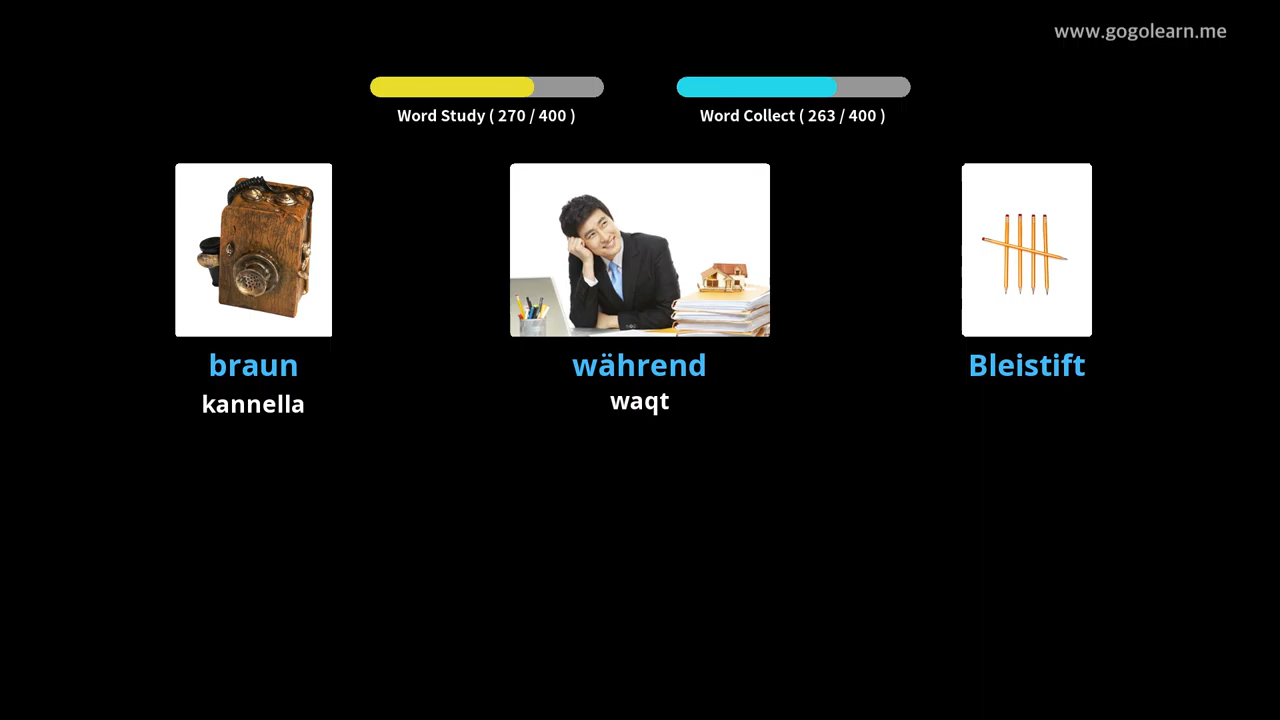 www.gogolearn.me
Word Study ( 270 / 400 )
Word Collect ( 263 / 400 )
braun
während
Bleistift
kannella
waqt